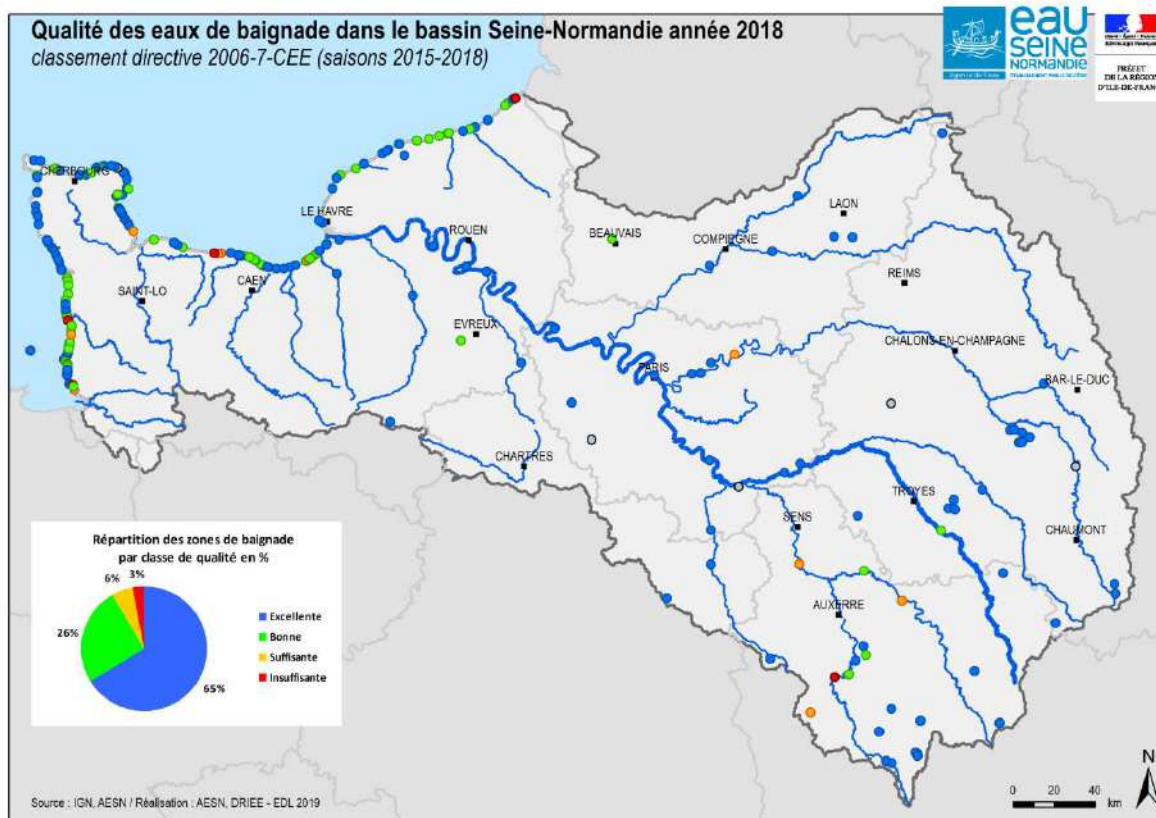 Qualité des eaux de baignade dans le bassin Seine-Normandie année 2018
classement directive 2006-7-CEE (saisons 2015-2018)
eau
SEINE
NORMANDIE
PRÉFET
DE LA RÉGION
D'ILE-DE-FRANC
CHERBOURG
LE HAVRE
ROUEN
BEAUVAIS
COMPIEGNE
LAON
REIMS
SAINT-LO
CAEN
EVREUX
PARIS
CHALONS-EN-CHAMPAGNE
BAR-LE-DUC
CHARTRES
TROYES
SENS
CHAUMONT
AUXERRE
Répartition des zones de baignade
par classe de qualité en %
6%
3%
26%
65%
Excellente
Bonne
Suffisante
Insuffisante
Source : IGN, AESN / Réalisation : AESN, DRIEE - EDL 2019
N
0 20 40
km